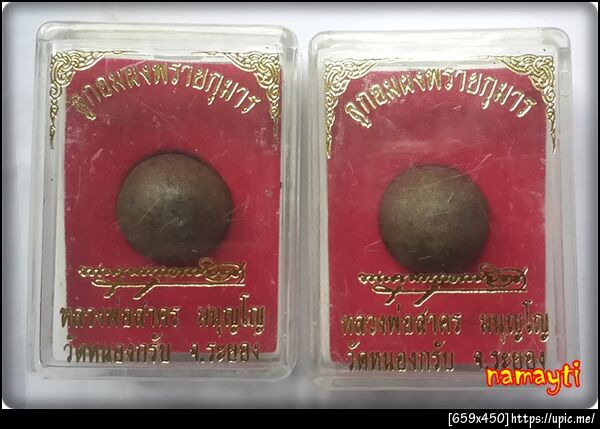 ลูกอมผงพรายกุมาร
หลวงพ่อสาคร มนุญโญ
วัดหนองกรับ จ.ระยอง
ลูกอมผงพรายกุมาร
หลวงพ่อสาคร มนุญโญ
วัดหนองกรับ จ.ระยอง
namayti
[659x450]https://upic.me/